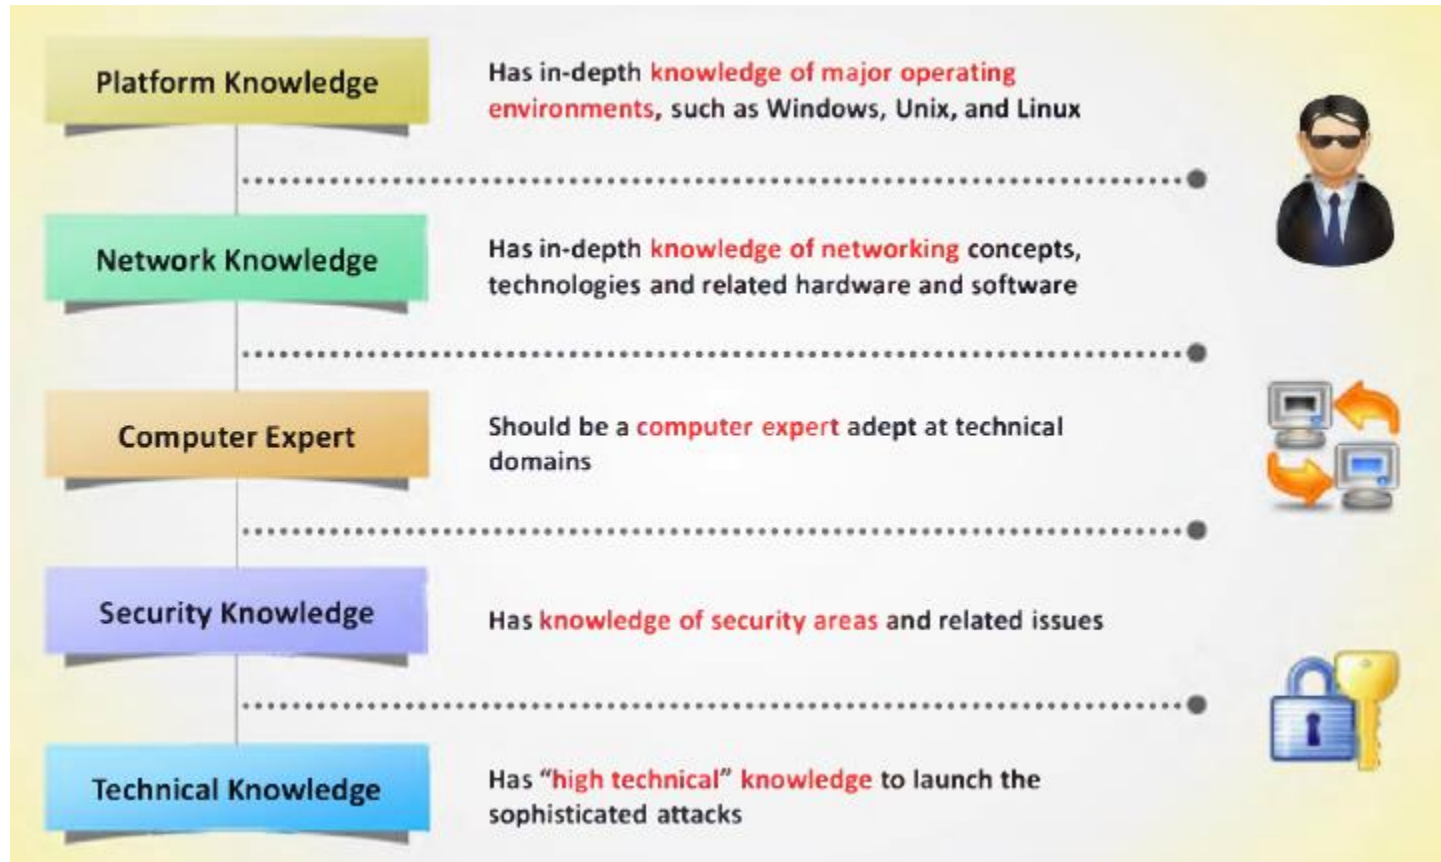 Platform Knowledge
Has in-depth knowledge of major operating
environments, such as Windows, Unix, and Linux
Network Knowledge
Has in-depth knowledge of networking concepts,
technologies and related hardware and software
Computer Expert
Should be a computer expert adept at technical
domains
Security Knowledge
Has knowledge of security areas and related issues
Technical Knowledge
Has “high technical” knowledge to launch the
sophisticated attacks